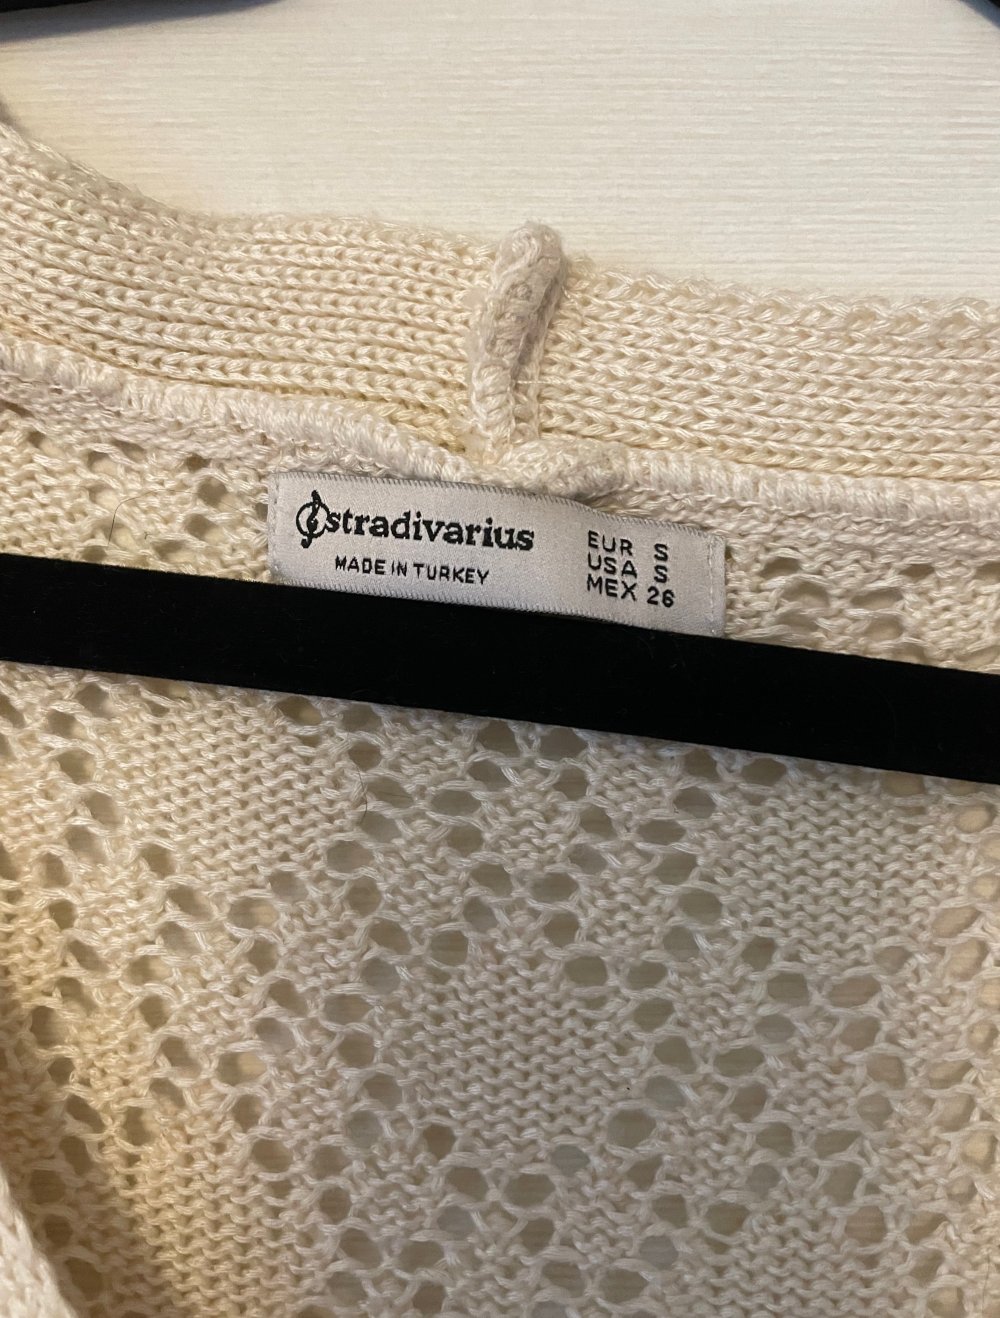 stradivarius
MADE IN TURKEY
EUR S
USA S
MEX 26